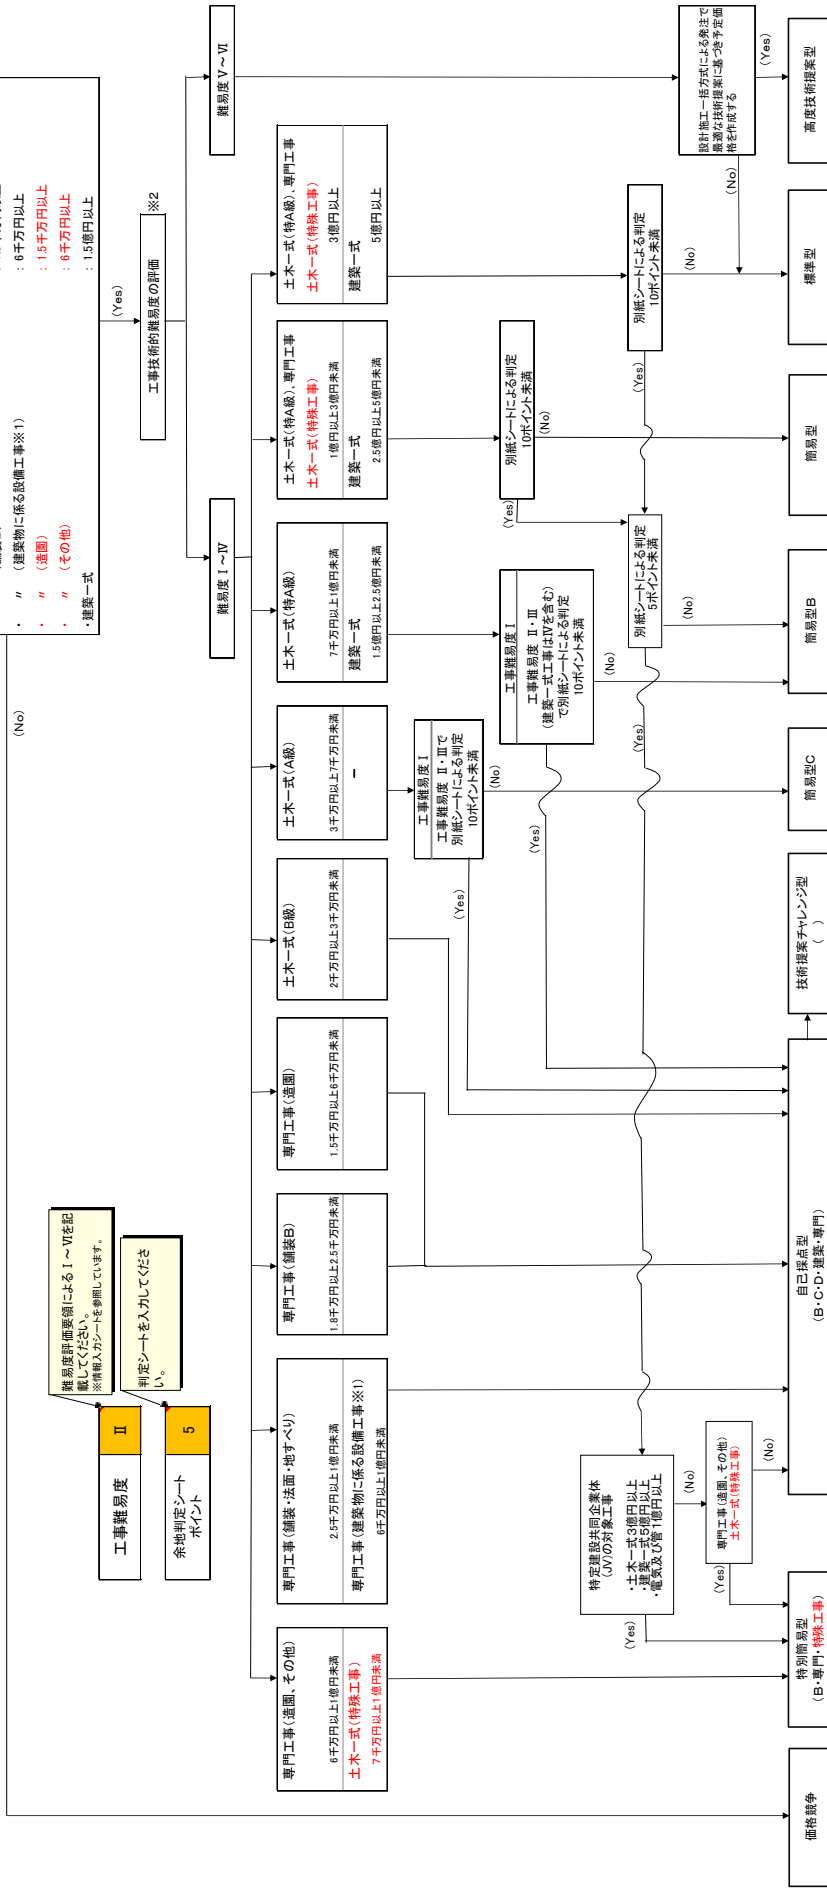 ： 6千万円以上
・ 〃 （建築物に係る設備工事※1）
： 1.5千万円以上
・ 〃 （造園）
： 6千万円以上
・ 〃 （その他）
： 1.5億円以上
・建築一式
(No)
(Yes)
工事技術的難易度の評価
※2
難易度評価要領によるⅠ～Ⅵを記
載してください。
※情報入力シートを参照しています。
工事難易度
Ⅱ
判定シートを入力してくださ
い。
余地判定シート
ポイント
5
難易度Ⅰ～Ⅳ
難易度Ⅴ～Ⅵ
専門工事（造園、その他）
6千万円以上1億円未満
土木一式（特殊工事）
7千万円以上1億円未満
専門工事（舗装・法面・地すべり）
2.5千万円以上1億円未満
専門工事（建築物に係る設備工事※1）
6千万円以上1億円未満
専門工事（舗装B）
1.8千万円以上2.5千万円未満
専門工事（造園）
1.5千万円以上6千万円未満
土木一式（B級）
2千万円以上3千万円未満
土木一式（A級）
3千万円以上7千万円未満
－
土木一式（特A級）
7千万円以上1億円未満
建築一式
1.5億円以上2.5億円未満
土木一式（特A級）、専門工事
土木一式（特殊工事）
1億円以上3億円未満
建築一式
2.5億円以上5億円未満
土木一式（特A級）、専門工事
土木一式（特殊工事）
3億円以上
建築一式
5億円以上
工事難易度Ⅰ
工事難易度 Ⅱ・Ⅲで
別紙シートによる判定
10ポイント未満
(Yes)
(No)
工事難易度Ⅰ
工事難易度 Ⅱ・Ⅲ
（建築一式工事はⅣを含む）
で別紙シートによる判定
10ポイント未満
(Yes)
(No)
別紙シートによる判定
10ポイント未満
(Yes)
(No)
別紙シートによる判定
10ポイント未満
(Yes)
(No)
別紙シートによる判定
5ポイント未満
(Yes)
(No)
設計施工一括方式による発注で
最適な技術提案に基づき予定価
格を作成する
(No)
(Yes)
特定建設共同企業体
（JV）の対象工事
・土木一式3億円以上
・建築一式5億円以上
・電気及び管1億円以上
(Yes)
(No)
専門工事（造園、その他）
土木一式（特殊工事）
(Yes)
(No)
価格競争
特別簡易型
（B・専門・特殊工事）
自己採点型
（B・C・D・建築・専門）
技術提案チャレンジ型
（ ）
簡易型C
簡易型B
簡易型
標準型
高度技術提案型